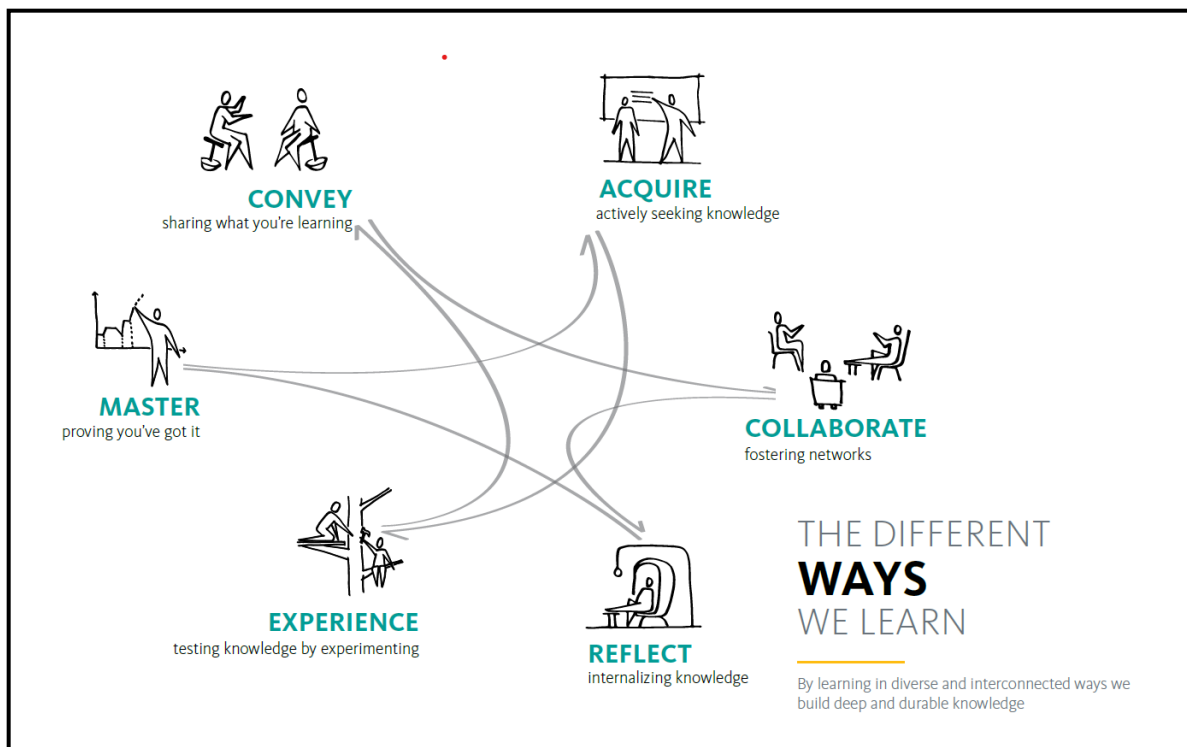 CONVEY
sharing what you're learning
ACQUIRE
actively seeking knowledge
MASTER
proving you've got it
COLLABORATE
fostering networks
EXPERIENCE
testing knowledge by experimenting
REFLECT
internalizing knowledge
THE DIFFERENT
WAYS
WE LEARN
By learning in diverse and interconnected ways we
build deep and durable knowledge